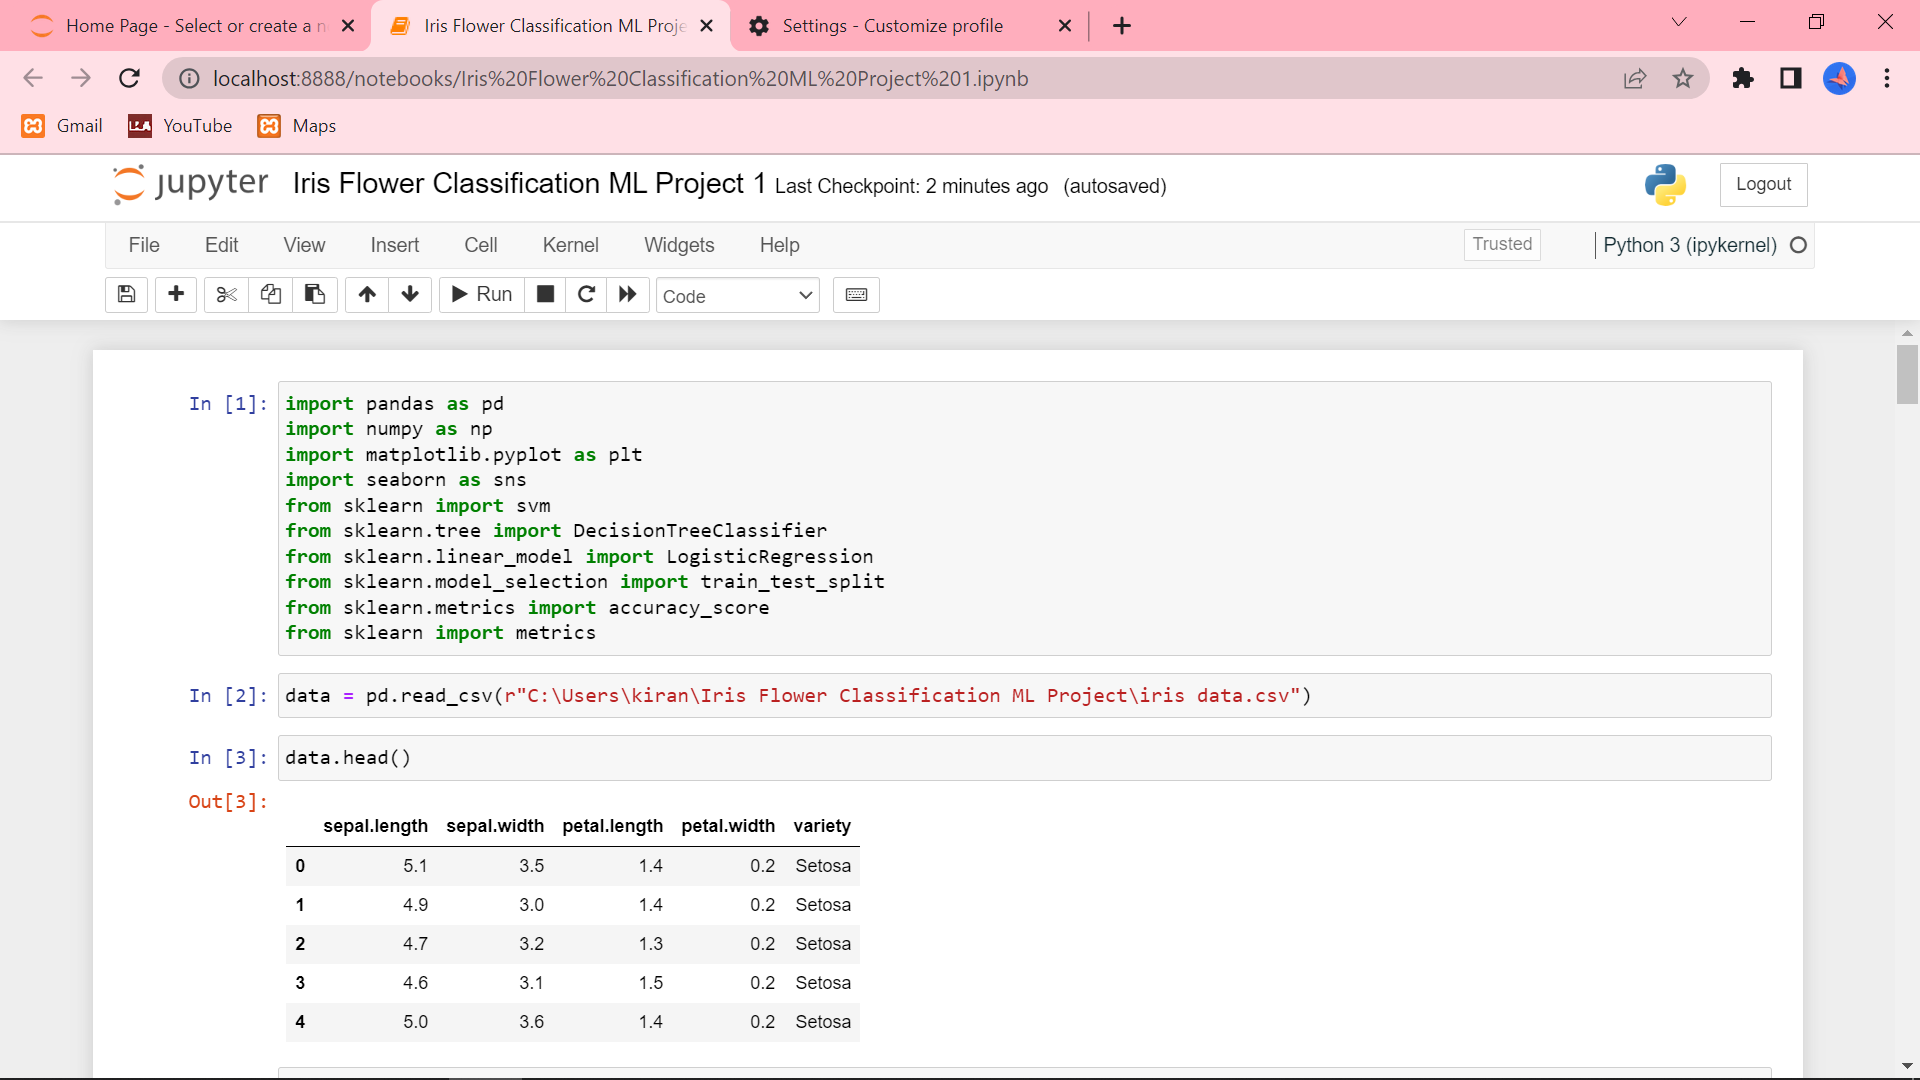 Home Page - Select or create a n
Iris Flower Classification ML Proje
Settings - Customize profile
localhost:8888/notebooks/Iris%20Flower%20Classification%20ML%20Project%201.ipynb
Gmail
YouTube
Maps
jupyter Iris Flower Classification ML Project 1 Last Checkpoint: 2 minutes ago (autosaved)
Logout
File Edit View Insert Cell Kernel Widgets Help
Trusted
Python 3 (ipykernel)
Run
Code
In [1]:
import pandas as pd
import numpy as np
import matplotlib.pyplot as plt
import seaborn as sns
from sklearn import svm
from sklearn.tree import DecisionTreeClassifier
from sklearn.linear_model import LogisticRegression
from sklearn.model_selection import train_test_split
from sklearn.metrics import accuracy_score
from sklearn import metrics
In [2]: data = pd.read_csv(r"C:\Users\kiran\Iris Flower Classification ML Project\iris data.csv")
In [3]: data.head()
Out[3]:
sepal.length sepal.width petal.length petal.width variety
0 5.1 3.5 1.4 0.2 Setosa
1 4.9 3.0 1.4 0.2 Setosa
2 4.7 3.2 1.3 0.2 Setosa
3 4.6 3.1 1.5 0.2 Setosa
4 5.0 3.6 1.4 0.2 Setosa